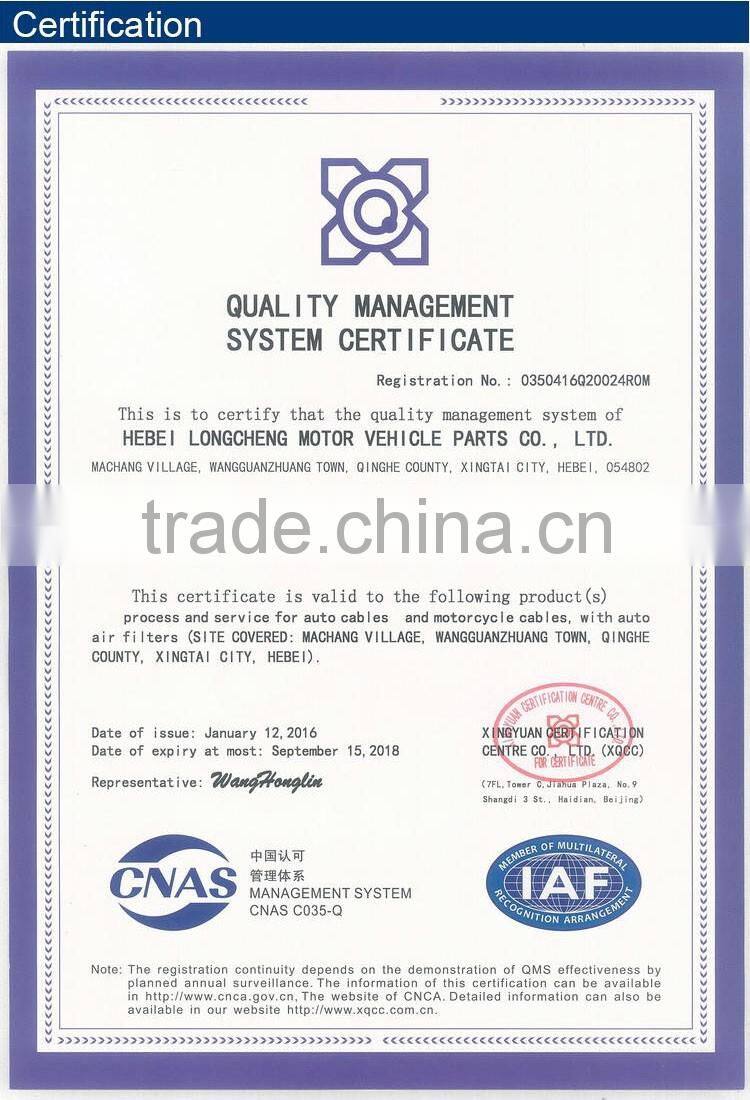 Certification
QUALITY MANAGEMENT
SYSTEM CERTIFICATE
Registration No.: 0350416Q20024R0M
This is to certify that the quality management system of
HEBEI LONGCHENG MOTOR VEHICLE PARTS CO., LTD.
MACHANG VILLAGE, WANGGUANZHUANG TOWN, QINGHE COUNTY, XINGTAI CITY, HEBEI, 054802
trade.china.cn
This certificate is valid to the following product(s)
process and service for auto cables and motorcycle cables, with auto
air filters (SITE COVERED: MACHANG VILLAGE, WANGGUANZHUANG TOWN, QINGHE
COUNTY, XINGTAI CITY, HEBEI).
Date of issue: January 12, 2016
Date of expiry at most: September 15, 2018
Representative: WangHonglin
XINGYUAN CERTIFICATION CENTRE CO., LTD
FOR CERTIFICATE
XINGYUAN CERTIFICATION
CENTRE CO., LTD. (XQCC)
(7FL, Tower C, Jiahua Plaza, No.9
Shangdi 3 St., Haidian, Beijing)
CNAS
中国认可
管理体系
MANAGEMENT SYSTEM
CNAS C035-Q
MEMBER OF MULTILATERAL
IAF
RECOGNITION ARRANGEMENT
Note: The registration continuity depends on the demonstration of QMS effectiveness by
planned annual surveillance. The information of this certification can be available
in http://www.cnca.gov.cn, The website of CNCA. Detailed information can also be
available in our website http://www.xqcc.com.cn.